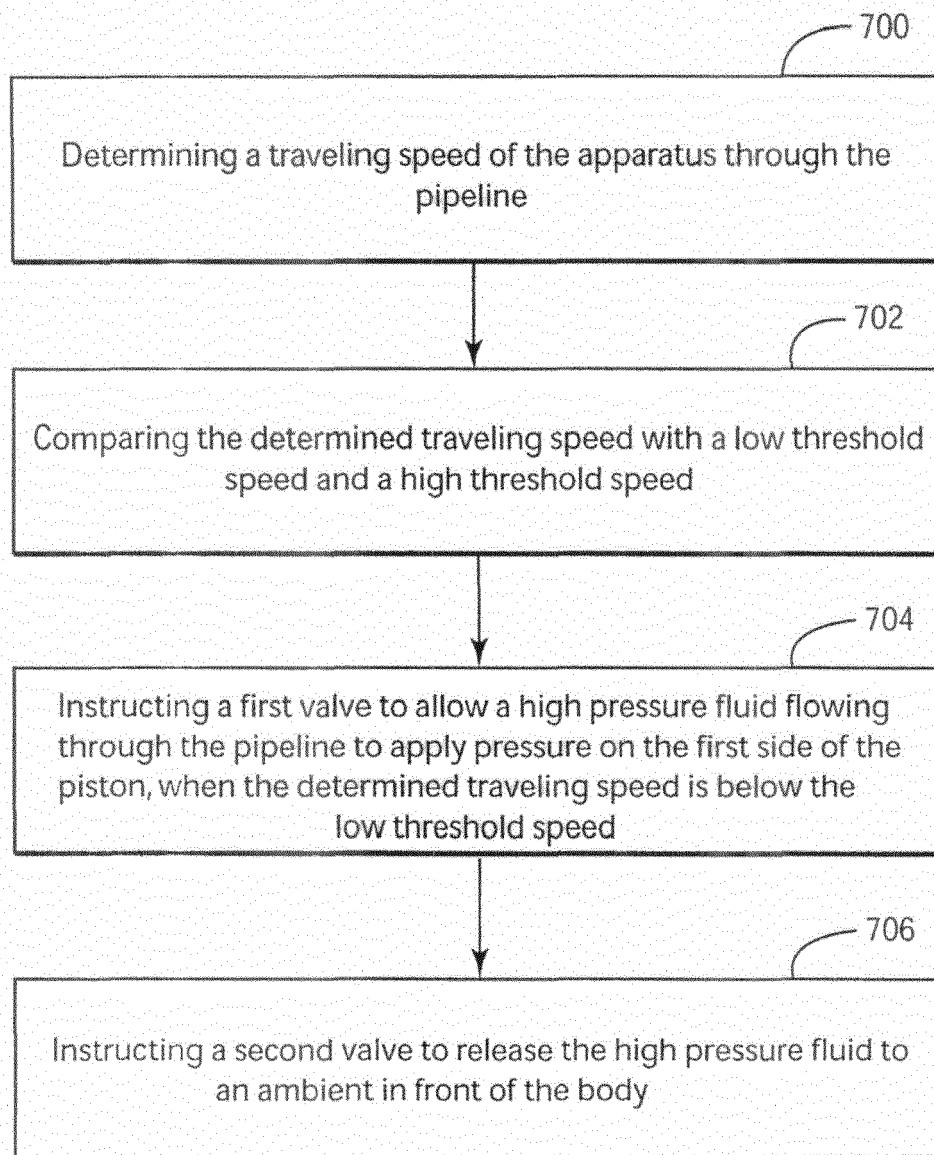 700
Determining a traveling speed of the apparatus through the
pipeline
702
Comparing the determined traveling speed with a low threshold
speed and a high threshold speed
704
Instructing a first valve to allow a high pressure fluid flowing
through the pipeline to apply pressure on the first side of the
piston, when the determined traveling speed is below the
low threshold speed
706
Instructing a second valve to release the high pressure fluid to
an ambient in front of the body